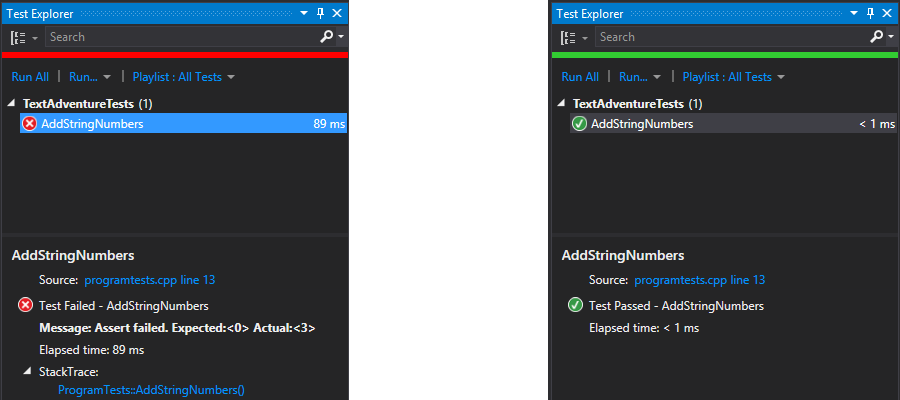 Test Explorer
Search
Run All | Run... | Playlist : All Tests
TextAdventureTests (1)
AddStringNumbers 89 ms
AddStringNumbers
Source: programtests.cpp line 13
Test Failed - AddStringNumbers
Message: Assert failed. Expected:<0> Actual:<3>
Elapsed time: 89 ms
StackTrace:
ProgramTests::AddStringNumbers()
Test Explorer
Search
Run All | Run... | Playlist : All Tests
TextAdventureTests (1)
AddStringNumbers < 1 ms
AddStringNumbers
Source: programtests.cpp line 13
Test Passed - AddStringNumbers
Elapsed time: < 1 ms